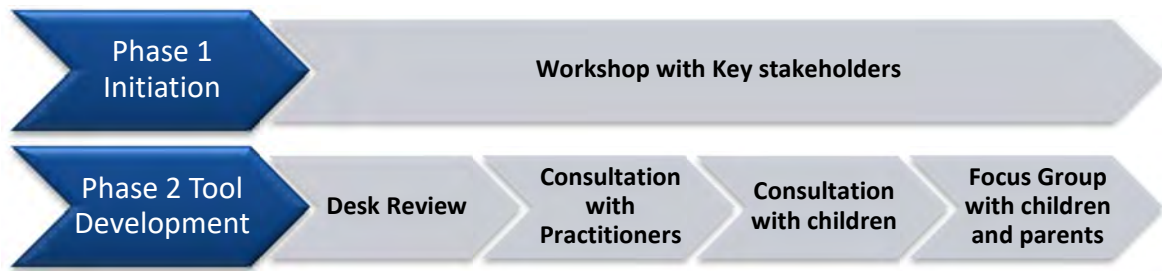 Phase 1
Initiation
Workshop with Key stakeholders
Phase 2 Tool
Development
Desk Review
Consultation
with
Practitioners
Consultation
with children
Focus Group
with children
and parents